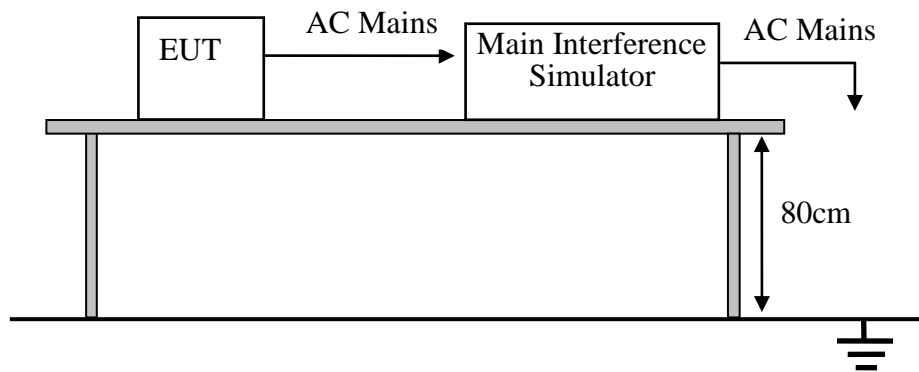 EUT
AC Mains
Main Interference
Simulator
AC Mains
80cm